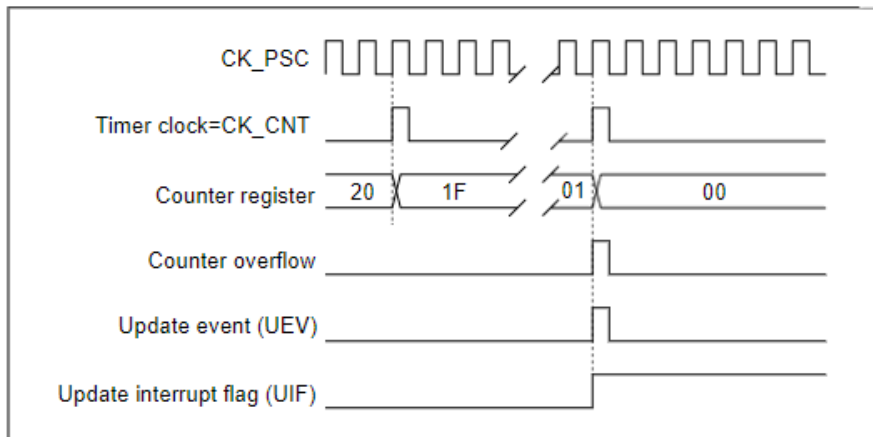 CK_PSC
Timer clock=CK_CNT
Counter register 20 1F 01 00
Counter overflow
Update event (UEV)
Update interrupt flag (UIF)